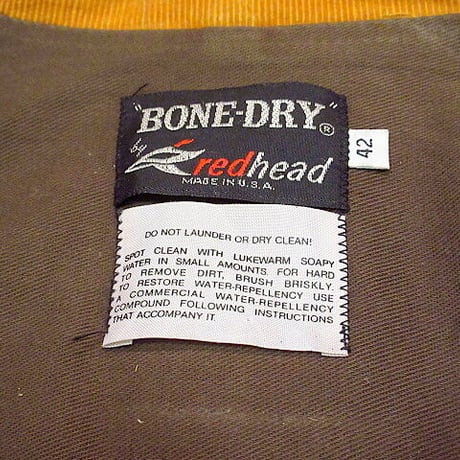 "BONE-DRY"®
by redhead
MADE IN U.S.A.
42
DO NOT LAUNDER OR DRY CLEAN!
SPOT CLEAN WITH LUKEWARM SOAPY
WATER IN SMALL AMOUNTS. FOR HARD
TO REMOVE DIRT, BRUSH BRISKLY.
TO RESTORE WATER-REPELLENCY USE
A COMMERCIAL WATER-REPELLENCY
COMPOUND FOLLOWING INSTRUCTIONS
THAT ACCOMPANY IT